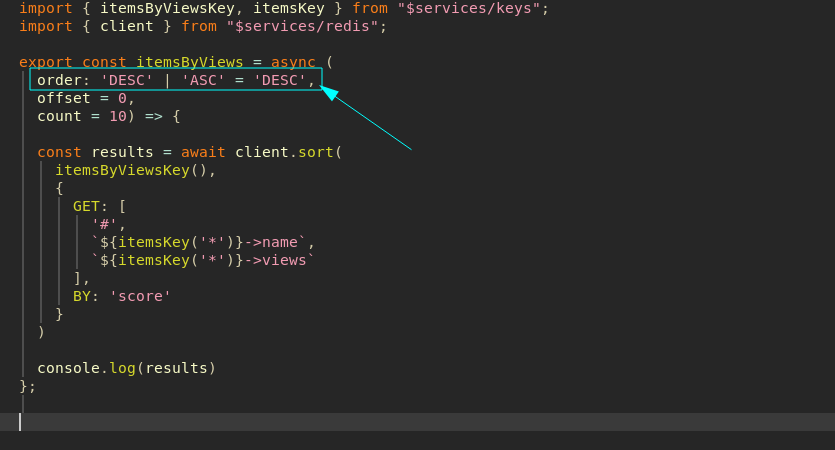 import { itemsByViewsKey, itemsKey } from "$services/keys";
import { client } from "$services/redis";
export const itemsByViews = async (
order: 'DESC' | 'ASC' = 'DESC',
offset = 0,
count = 10) => {
const results = await client.sort(
itemsByViewsKey(),
{
GET: [
'#',
`${itemsKey('*')}->name`,
`${itemsKey('*')}->views`
],
BY: 'score'
}
)
console.log(results)
};